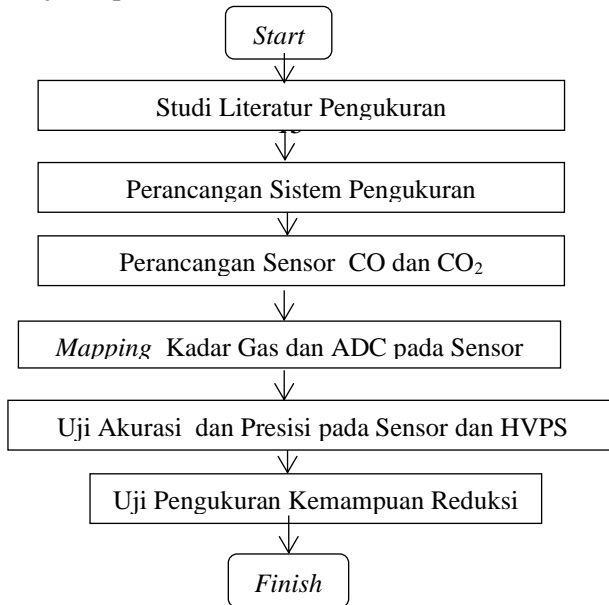 Start
Studi Literatur Pengukuran
Perancangan Sistem Pengukuran
Perancangan Sensor CO dan CO₂
Mapping Kadar Gas dan ADC pada Sensor
Uji Akurasi dan Presisi pada Sensor dan HVPS
Uji Pengukuran Kemampuan Reduksi
Finish